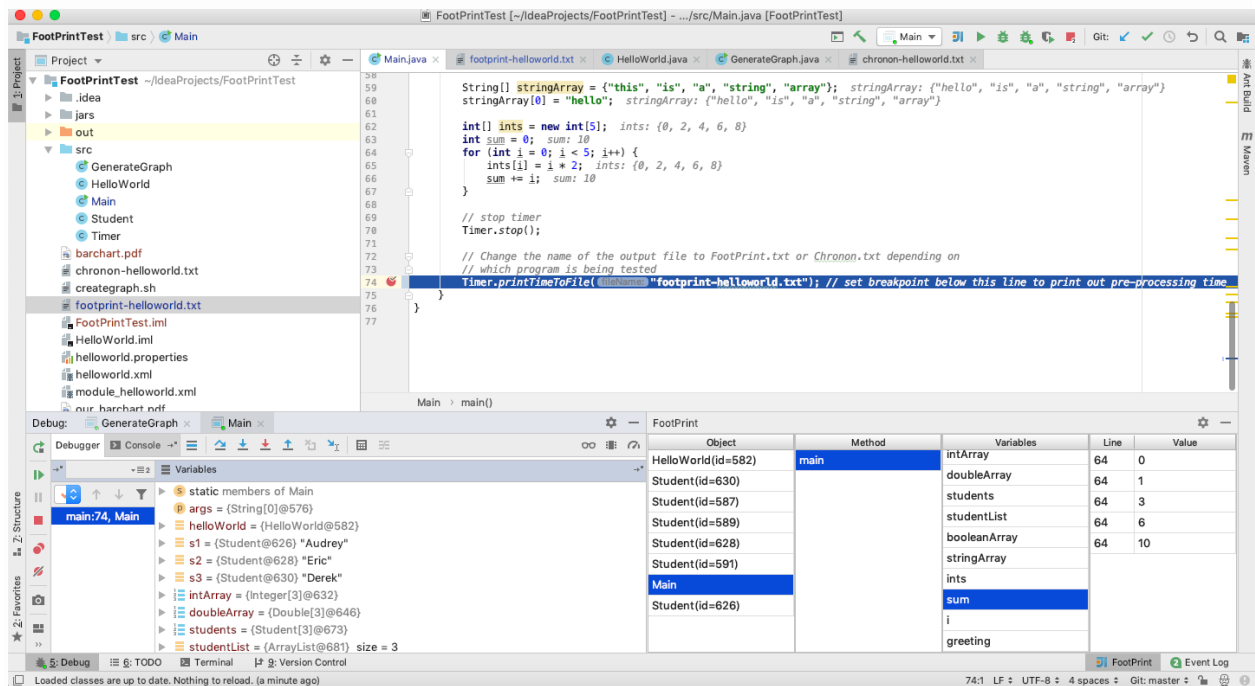 FootPrintTest [~/IdeaProjects/FootPrintTest] - .../src/Main.java [FootPrintTest]
FootPrintTest src Main
Main Git:
1: Project
Project
FootPrintTest ~/IdeaProjects/FootPrintTest
.idea
jars
out
src
GenerateGraph
HelloWorld
Main
Student
Timer
barchart.pdf
chronon-helloworld.txt
creategraph.sh
footprint-helloworld.txt
FootPrintTest.iml
HelloWorld.iml
helloworld.properties
helloworld.xml
module_helloworld.xml
our_barchart.pdf
Main.java footprint-helloworld.txt HelloWorld.java GenerateGraph.java chronon-helloworld.txt
58
59 String[] stringArray = {"this", "is", "a", "string", "array"}; stringArray: {"hello", "is", "a", "string", "array"}
60 stringArray[0] = "hello"; stringArray: {"hello", "is", "a", "string", "array"}
61
62 int[] ints = new int[5]; ints: {0, 2, 4, 6, 8}
63 int sum = 0; sum: 10
64 for (int i = 0; i < 5; i++) {
65 ints[i] = i * 2; ints: {0, 2, 4, 6, 8}
66 sum += i; sum: 10
67 }
68
69 // stop timer
70 Timer.stop();
71
72 // Change the name of the output file to FootPrint.txt or Chronon.txt depending on
73 // which program is being tested
74 Timer.printTimeToFile( fileName: "footprint-helloworld.txt"); // set breakpoint below this line to print out pre-processing time
75 }
76 }
77
Main > main()
Ant Build
Maven
Debug: GenerateGraph Main
Debugger Console
Variables
main:74, Main
static members of Main
args = {String[0]@576}
helloWorld = {HelloWorld@582}
s1 = {Student@626} "Audrey"
s2 = {Student@628} "Eric"
s3 = {Student@630} "Derek"
intArray = {Integer[3]@632}
doubleArray = {Double[3]@646}
students = {Student[3]@673}
studentList = {ArrayList@681} size = 3
7: Structure
2: Favorites
FootPrint
Object Method Variables Line Value
HelloWorld(id=582) main intArray 64 0
Student(id=630) doubleArray 64 1
Student(id=587) students 64 3
Student(id=589) studentList 64 6
Student(id=628) booleanArray 64 10
Student(id=591) stringArray
Main ints
Student(id=626) sum
i
greeting
5: Debug 6: TODO Terminal 9: Version Control FootPrint 2 Event Log
Loaded classes are up to date. Nothing to reload. (a minute ago) 74:1 LF UTF-8 4 spaces Git: master